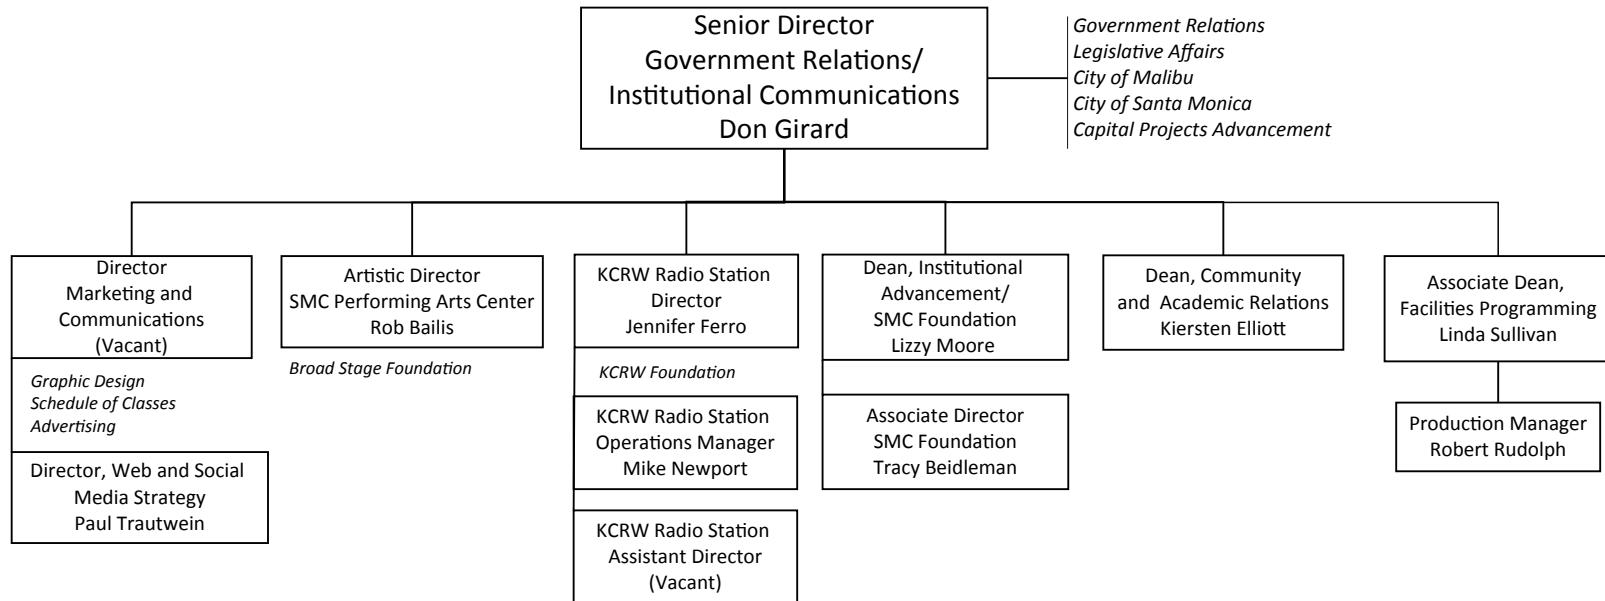 Senior Director
Government Relations/
Institutional Communications
Don Girard
Government Relations
Legislative Affairs
City of Malibu
City of Santa Monica
Capital Projects Advancement
Director
Marketing and
Communications
(Vacant)
Graphic Design
Schedule of Classes
Advertising
Director, Web and Social
Media Strategy
Paul Trautwein
Artistic Director
SMC Performing Arts Center
Rob Bailis
Broad Stage Foundation
KCRW Radio Station
Director
Jennifer Ferro
KCRW Foundation
KCRW Radio Station
Operations Manager
Mike Newport
KCRW Radio Station
Assistant Director
(Vacant)
Dean, Institutional
Advancement/
SMC Foundation
Lizzy Moore
Associate Director
SMC Foundation
Tracy Beidleman
Dean, Community
and Academic Relations
Kiersten Elliott
Associate Dean,
Facilities Programming
Linda Sullivan
Production Manager
Robert Rudolph